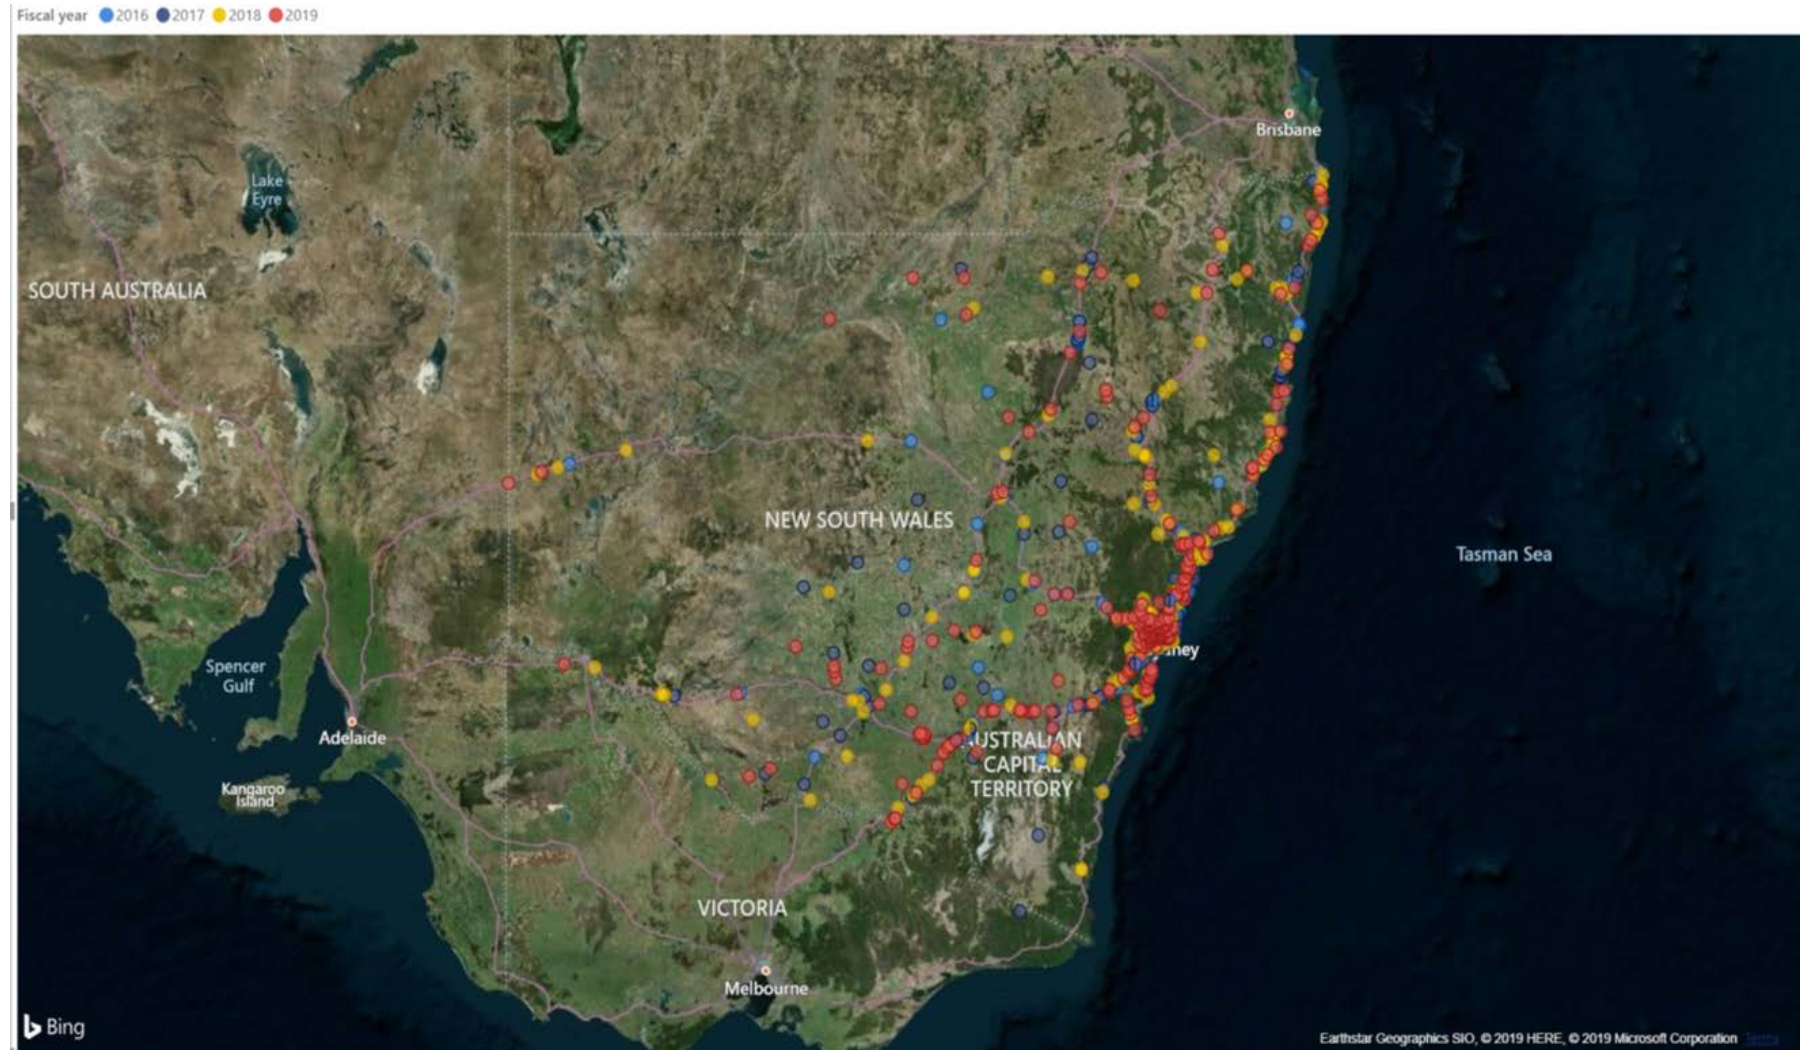 Fiscal year 2016 2017 2018 2019
Brisbane
Lake
Eyre
SOUTH AUSTRALIA
NEW SOUTH WALES
Tasman Sea
Spencer
Gulf
Adelaide
AUSTRALIAN
CAPITAL
TERRITORY
Kangaroo
Island
VICTORIA
Melbourne
Bing
Earthstar Geographics SIO, © 2019 HERE, © 2019 Microsoft Corporation Terms